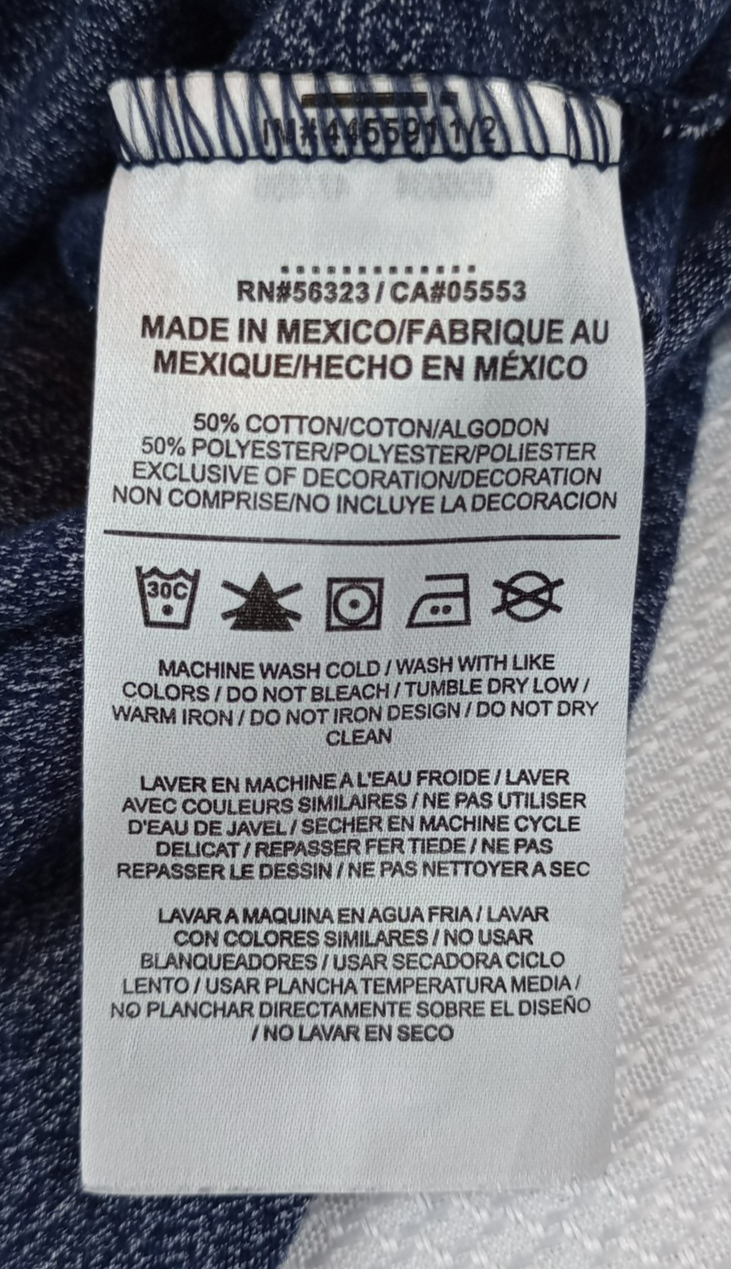 IN#4455911/2
RN#56323 / CA#05553
MADE IN MEXICO/FABRIQUE AU
MEXIQUE/HECHO EN MÉXICO
50% COTTON/COTON/ALGODON
50% POLYESTER/POLYESTER/POLIESTER
EXCLUSIVE OF DECORATION/DECORATION
NON COMPRISE/NO INCLUYE LA DECORACION
30C
MACHINE WASH COLD / WASH WITH LIKE
COLORS / DO NOT BLEACH / TUMBLE DRY LOW /
WARM IRON / DO NOT IRON DESIGN / DO NOT DRY
CLEAN
LAVER EN MACHINE A L'EAU FROIDE / LAVER
AVEC COULEURS SIMILAIRES / NE PAS UTILISER
D'EAU DE JAVEL / SECHER EN MACHINE CYCLE
DELICAT / REPASSER FER TIEDE / NE PAS
REPASSER LE DESSIN / NE PAS NETTOYER A SEC
LAVAR A MAQUINA EN AGUA FRIA / LAVAR
CON COLORES SIMILARES / NO USAR
BLANQUEADORES / USAR SECADORA CICLO
LENTO / USAR PLANCHA TEMPERATURA MEDIA /
NO PLANCHAR DIRECTAMENTE SOBRE EL DISEÑO
/ NO LAVAR EN SECO